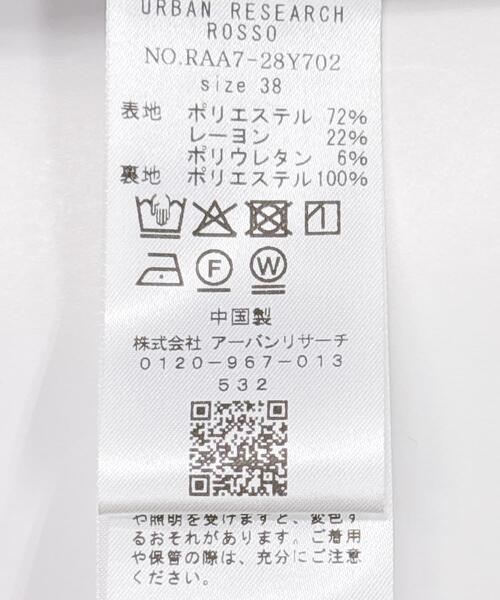 URBAN RESEARCH
ROSSO
NO.RAA7-28Y702
size 38
表地 ポリエステル 72%
レーヨン 22%
ポリウレタン 6%
裏地 ポリエステル 100%
F W
中国製
株式会社 アーバンリサーチ
0120-967-013
532
や照明を受けますと、変色す
るおそれがあります。ご着用
や保管の際は、充分にご注意
ください。